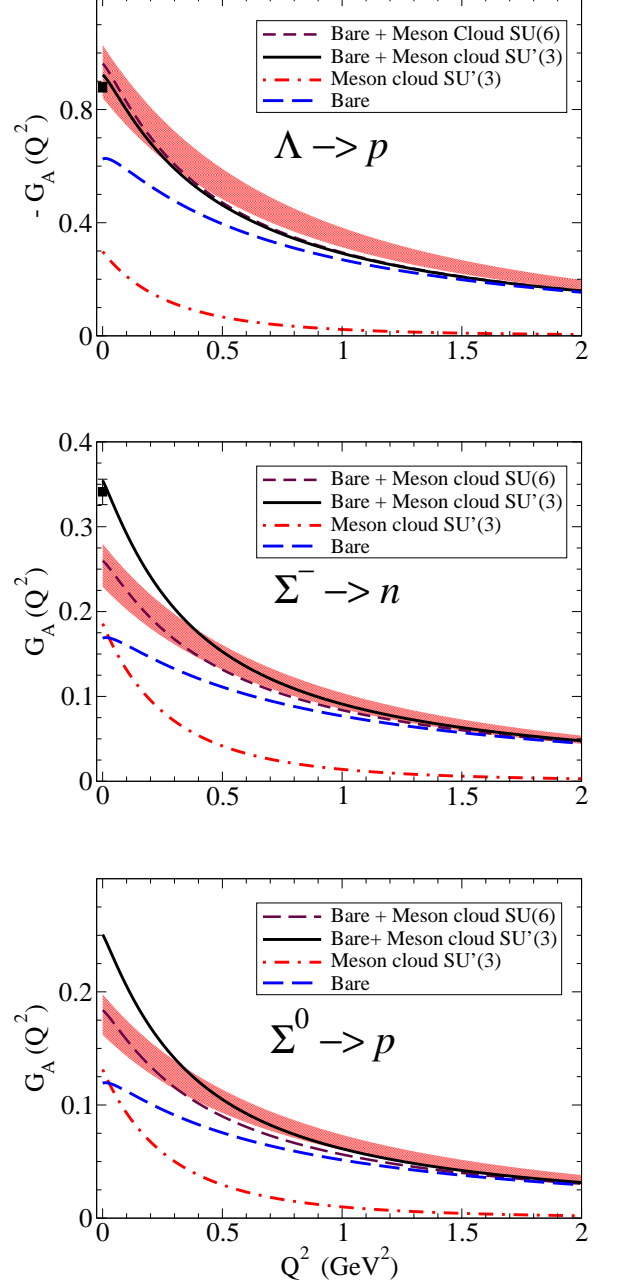 Bare + Meson Cloud SU(6)
Bare + Meson cloud SU’(3)
Meson cloud SU’(3)
Bare
Λ −> p
- G_A (Q^2)
0.8
0.4
0
0 0.5 1 1.5 2
Bare + Meson cloud SU(6)
Bare + Meson cloud SU’(3)
Meson cloud SU’(3)
Bare
Σ^− −> n
G_A (Q^2)
0.4
0.3
0.2
0.1
0
0 0.5 1 1.5 2
Bare + Meson cloud SU(6)
Bare+ Meson cloud SU’(3)
Meson cloud SU’(3)
Bare
Σ^0 −> p
G_A (Q^2)
0.2
0.1
0
0 0.5 1 1.5 2
Q^2 (GeV^2)